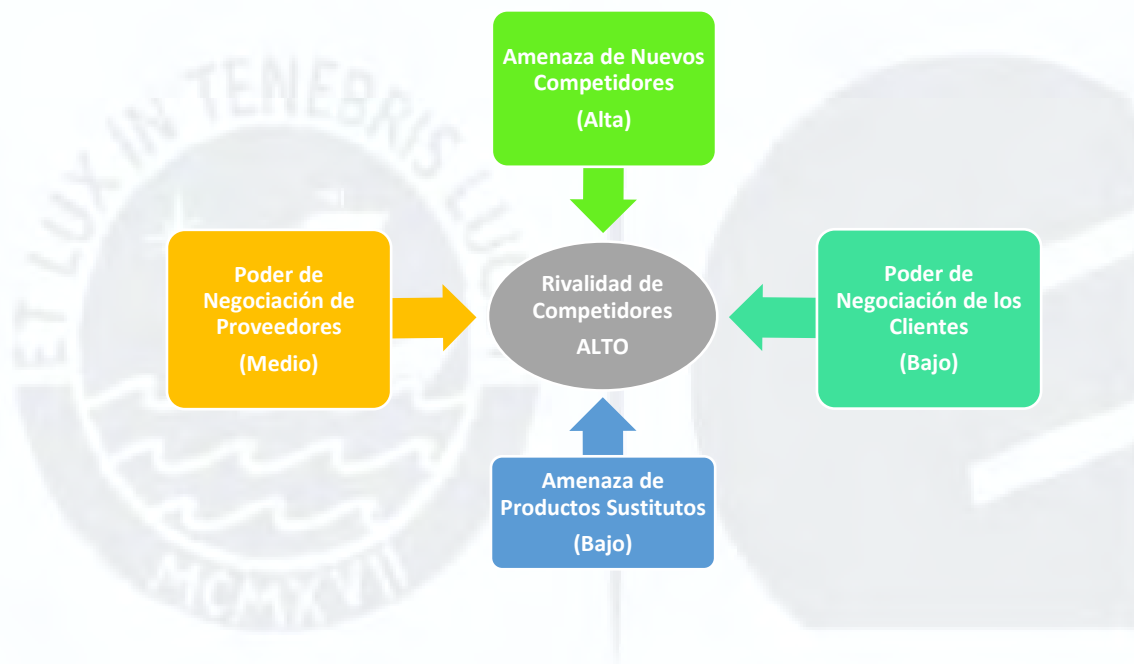 Amenaza de Nuevos
Competidores
(Alta)
Poder de
Negociación de
Proveedores
(Medio)
Rivalidad de
Competidores
ALTO
Poder de
Negociación de los
Clientes
(Bajo)
Amenaza de
Productos Sustitutos
(Bajo)
ET LUX IN TENEBRIS LUCET
MCMXVII